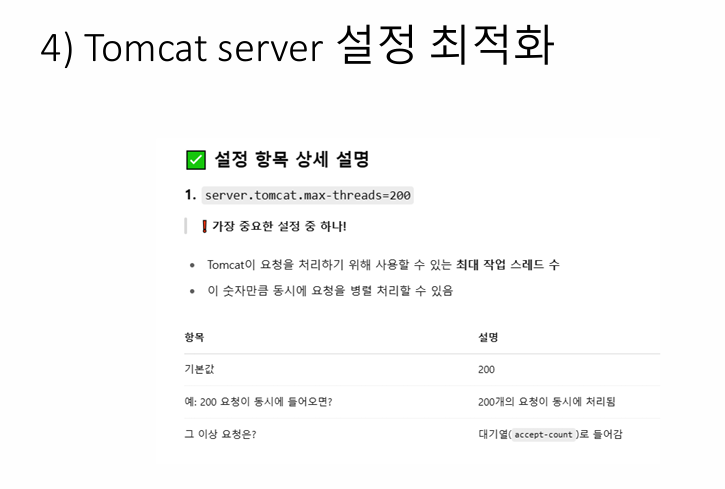 4) Tomcat server 설정 최적화
✅ 설정 항목 상세 설명
1. server.tomcat.max-threads=200
❗가장 중요한 설정 중 하나!
• Tomcat이 요청을 처리하기 위해 사용할 수 있는 최대 작업 스레드 수
• 이 숫자만큼 동시에 요청을 병렬 처리할 수 있음
항목 설명
기본값 200
예: 200 요청이 동시에 들어오면? 200개의 요청이 동시에 처리됨
그 이상 요청은? 대기열(accept-count)로 들어감